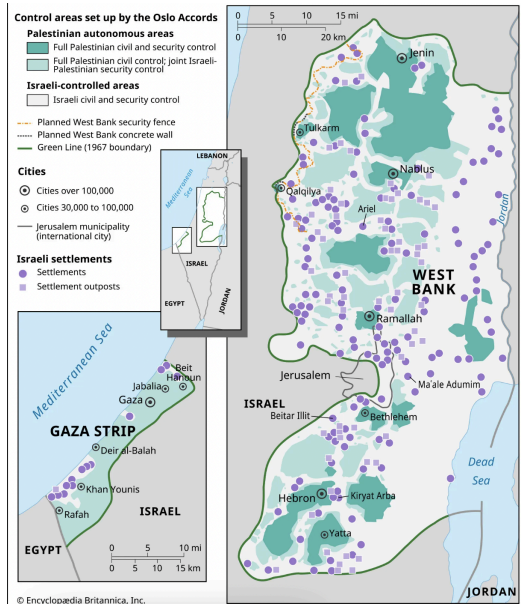 Control areas set up by the Oslo Accords
Palestinian autonomous areas
Full Palestinian civil and security control
Full Palestinian civil control; joint Israeli-
Palestinian security control
Israeli-controlled areas
Israeli civil and security control
Planned West Bank security fence
Planned West Bank concrete wall
Green Line (1967 boundary)
Cities
Cities over 100,000
Cities 30,000 to 100,000
Jerusalem municipality
(international city)
Israeli settlements
Settlements
Settlement outposts
LEBANON
Mediterranean
Sea
ISRAEL
EGYPT
JORDAN
0 5 10 15 mi
0 10 20 km
Jenin
Tulkarm
Nablus
Qalqilya
Ariel
Jordan
WEST
BANK
Ramallah
Jerusalem
Ma'ale Adumim
ISRAEL
Beitar Illit
Bethlehem
Dead
Sea
Hebron
Kiryat Arba
Yatta
JORDAN
Mediterranean Sea
Beit
Hanoun
Jabalia
Gaza
GAZA STRIP
Deir al-Balah
Khan Younis
Rafah
ISRAEL
EGYPT
0 5 10 mi
0 5 10 15 km
© Encyclopædia Britannica, Inc.